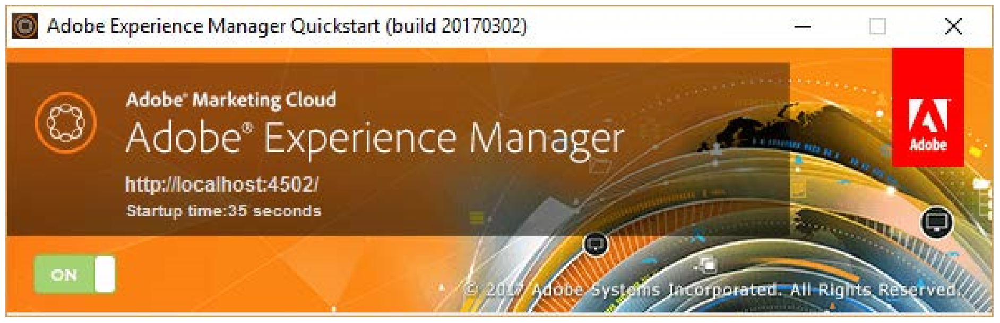 Adobe Experience Manager Quickstart (build 20170302)
Adobe® Marketing Cloud
Adobe® Experience Manager
Adobe
http://localhost:4502/
Startup time:35 seconds
ON
© 2017 Adobe Systems Incorporated. All Rights Reserved.